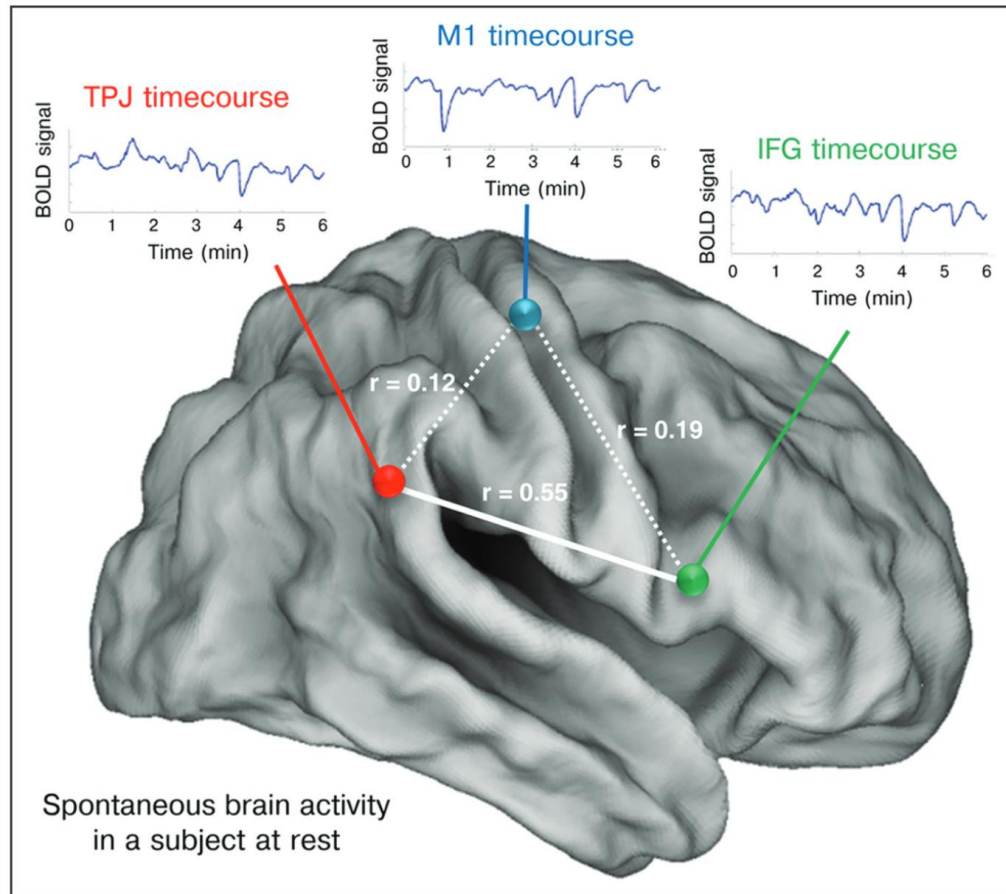 M1 timecourse
BOLD signal
0 1 2 3 4 5 6
Time (min)
TPJ timecourse
BOLD signal
0 1 2 3 4 5 6
Time (min)
IFG timecourse
BOLD signal
0 1 2 3 4 5 6
Time (min)
r = 0.12
r = 0.19
r = 0.55
Spontaneous brain activity
in a subject at rest